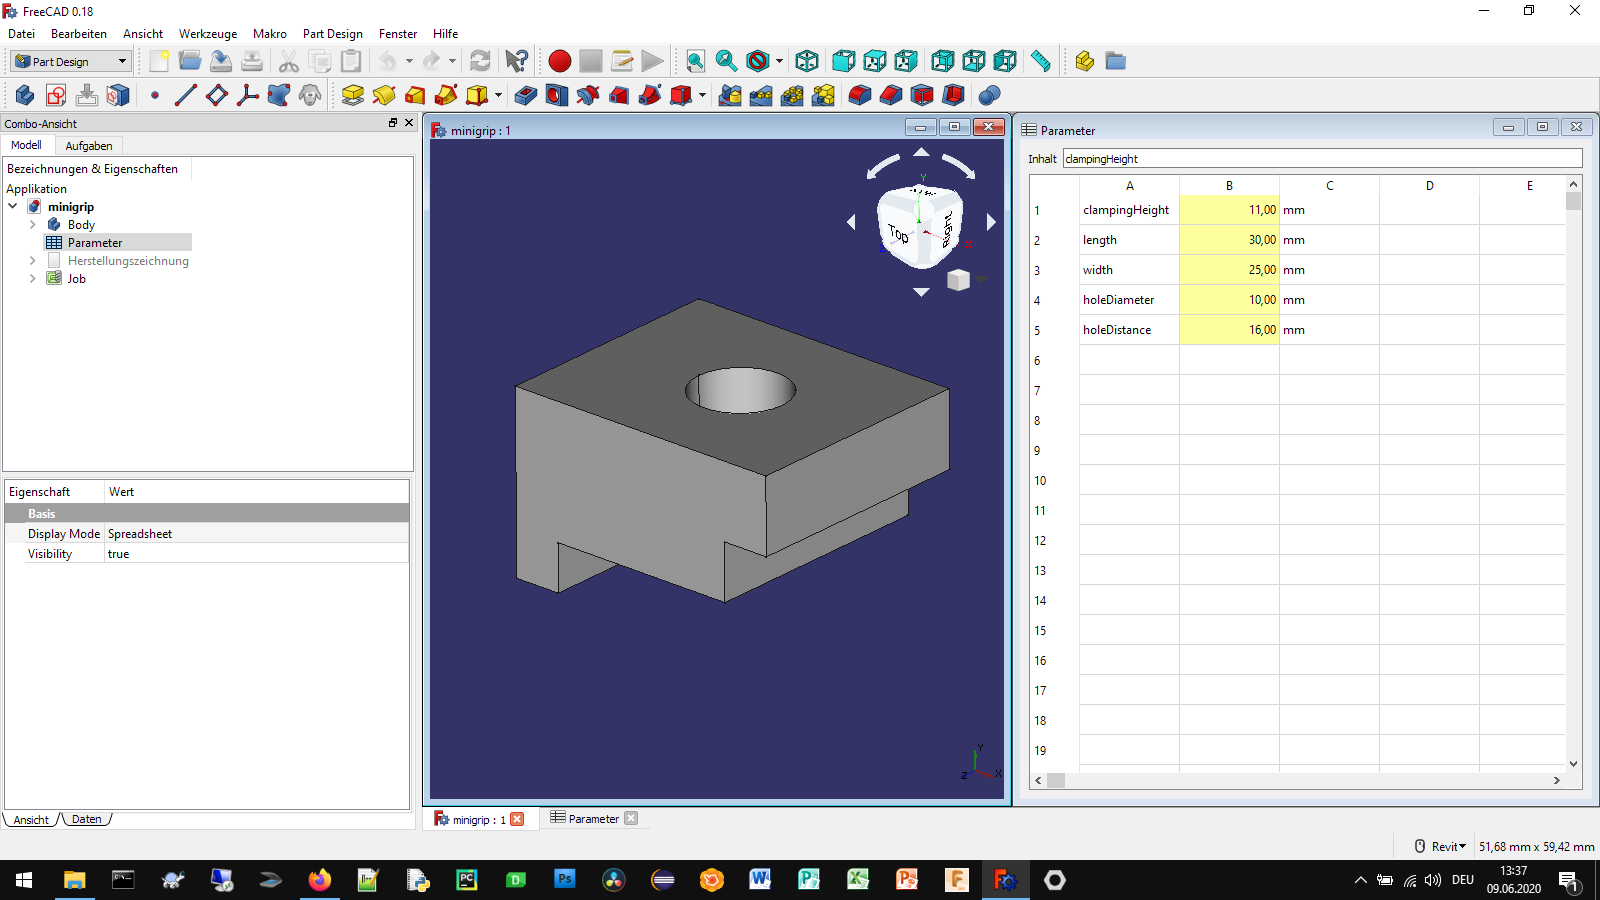 FreeCAD 0.18
Datei Bearbeiten Ansicht Werkzeuge Makro Part Design Fenster Hilfe
Part Design
Combo-Ansicht
Modell Aufgaben
Bezeichnungen & Eigenschaften
Applikation
minigrip
Body
Parameter
Herstellungszeichnung
Job
Eigenschaft Wert
Basis
Display Mode Spreadsheet
Visibility true
Ansicht Daten
minigrip : 1
Y
Top
Right
X
Y
Z X
minigrip : 1 Parameter
Parameter
Inhalt clampingHeight
A B C D E
1 clampingHeight 11,00 mm
2 length 30,00 mm
3 width 25,00 mm
4 holeDiameter 10,00 mm
5 holeDistance 16,00 mm
6
7
8
9
10
11
12
13
14
15
16
17
18
19
Revit 51,68 mm x 59,42 mm
PC D Ps W P X P F
DEU
13:37
09.06.2020
1